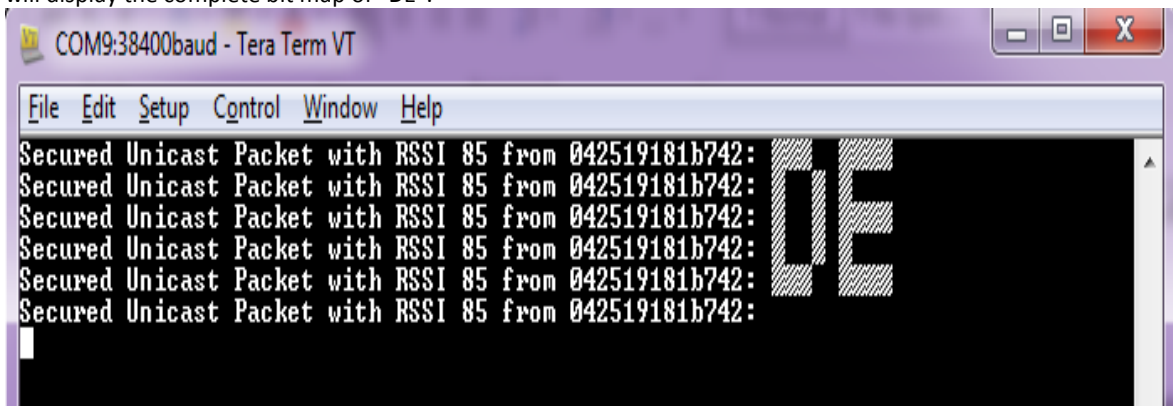 will display the complete bit map of "DE".
COM9:38400baud - Tera Term VT
File Edit Setup Control Window Help
Secured Unicast Packet with RSSI 85 from 042519181b742:
Secured Unicast Packet with RSSI 85 from 042519181b742:
Secured Unicast Packet with RSSI 85 from 042519181b742:
Secured Unicast Packet with RSSI 85 from 042519181b742:
Secured Unicast Packet with RSSI 85 from 042519181b742:
Secured Unicast Packet with RSSI 85 from 042519181b742:
DE